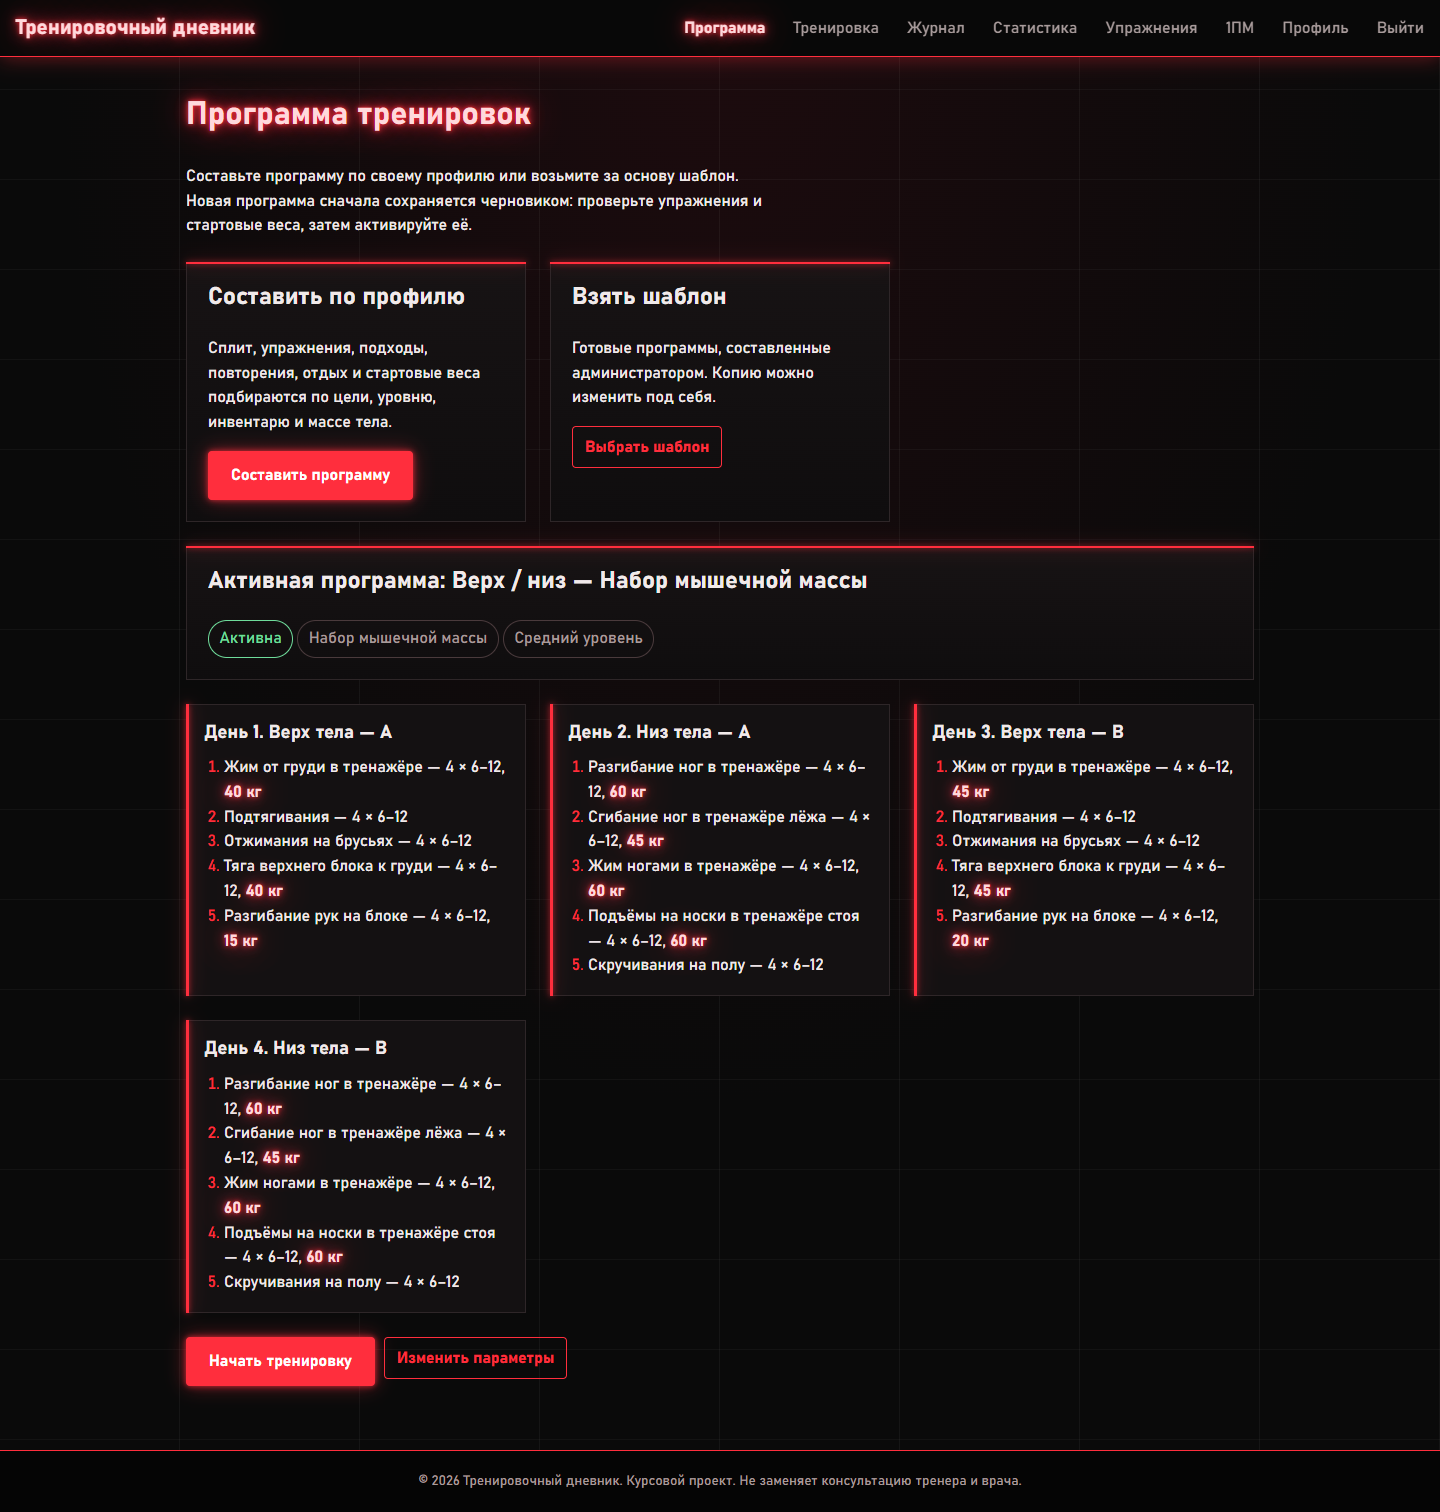 Тренировочный дневник
Программа
Тренировка
Журнал
Статистика
Упражнения
1ПМ
Профиль
Выйти
Программа тренировок
Составьте программу по своему профилю или возьмите за основу шаблон.
Новая программа сначала сохраняется черновиком: проверьте упражнения и
стартовые веса, затем активируйте её.
Составить по профилю
Сплит, упражнения, подходы,
повторения, отдых и стартовые веса
подбираются по цели, уровню,
инвентарю и массе тела.
Составить программу
Взять шаблон
Готовые программы, составленные
администратором. Копию можно
изменить под себя.
Выбрать шаблон
Активная программа: Верх / низ — Набор мышечной массы
Активна
Набор мышечной массы
Средний уровень
День 1. Верх тела — A
1. Жим от груди в тренажёре — 4 × 6–12,
40 кг
2. Подтягивания — 4 × 6–12
3. Отжимания на брусьях — 4 × 6–12
4. Тяга верхнего блока к груди — 4 × 6–
12, 40 кг
5. Разгибание рук на блоке — 4 × 6–12,
15 кг
День 2. Низ тела — A
1. Разгибание ног в тренажёре — 4 × 6–
12, 60 кг
2. Сгибание ног в тренажёре лёжа — 4 ×
6–12, 45 кг
3. Жим ногами в тренажёре — 4 × 6–12,
60 кг
4. Подъёмы на носки в тренажёре стоя
— 4 × 6–12, 60 кг
5. Скручивания на полу — 4 × 6–12
День 3. Верх тела — B
1. Жим от груди в тренажёре — 4 × 6–12,
45 кг
2. Подтягивания — 4 × 6–12
3. Отжимания на брусьях — 4 × 6–12
4. Тяга верхнего блока к груди — 4 × 6–
12, 45 кг
5. Разгибание рук на блоке — 4 × 6–12,
20 кг
День 4. Низ тела — B
1. Разгибание ног в тренажёре — 4 × 6–
12, 60 кг
2. Сгибание ног в тренажёре лёжа — 4 ×
6–12, 45 кг
3. Жим ногами в тренажёре — 4 × 6–12,
60 кг
4. Подъёмы на носки в тренажёре стоя
— 4 × 6–12, 60 кг
5. Скручивания на полу — 4 × 6–12
Начать тренировку
Изменить параметры
© 2026 Тренировочный дневник. Курсовой проект. Не заменяет консультацию тренера и врача.